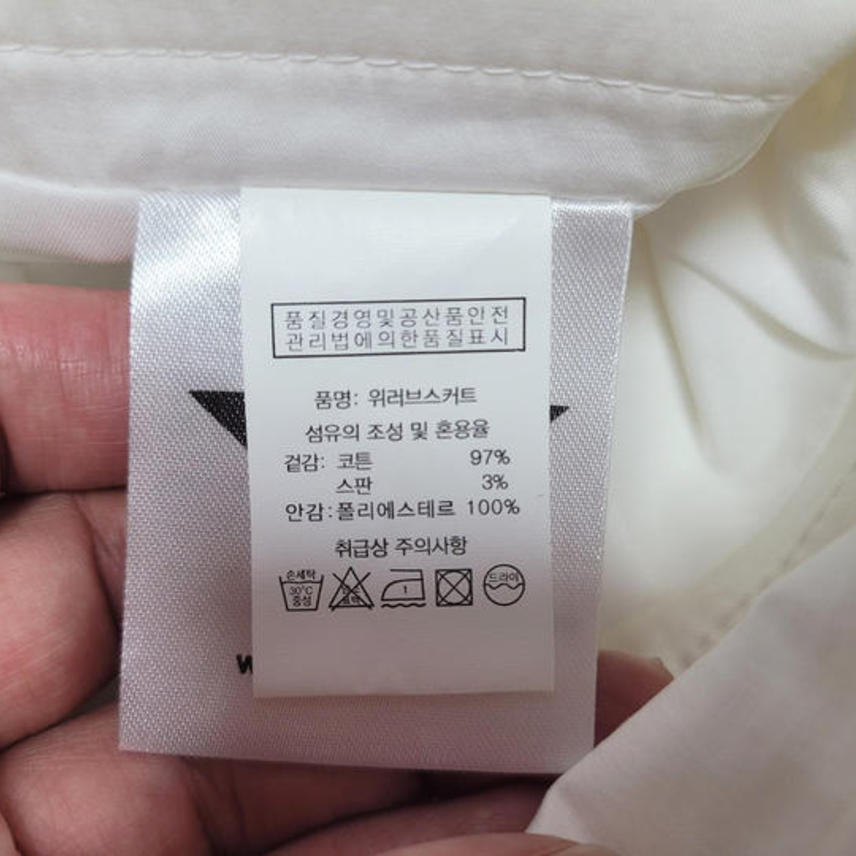 품질경영및공산품안전
관리법에의한품질표시
품명: 위러브스커트
섬유의 조성 및 혼용율
겉감: 코튼 97%
스판 3%
안감:폴리에스테르 100%
취급상 주의사항
손세탁
30°C
중성
1
드라이
W